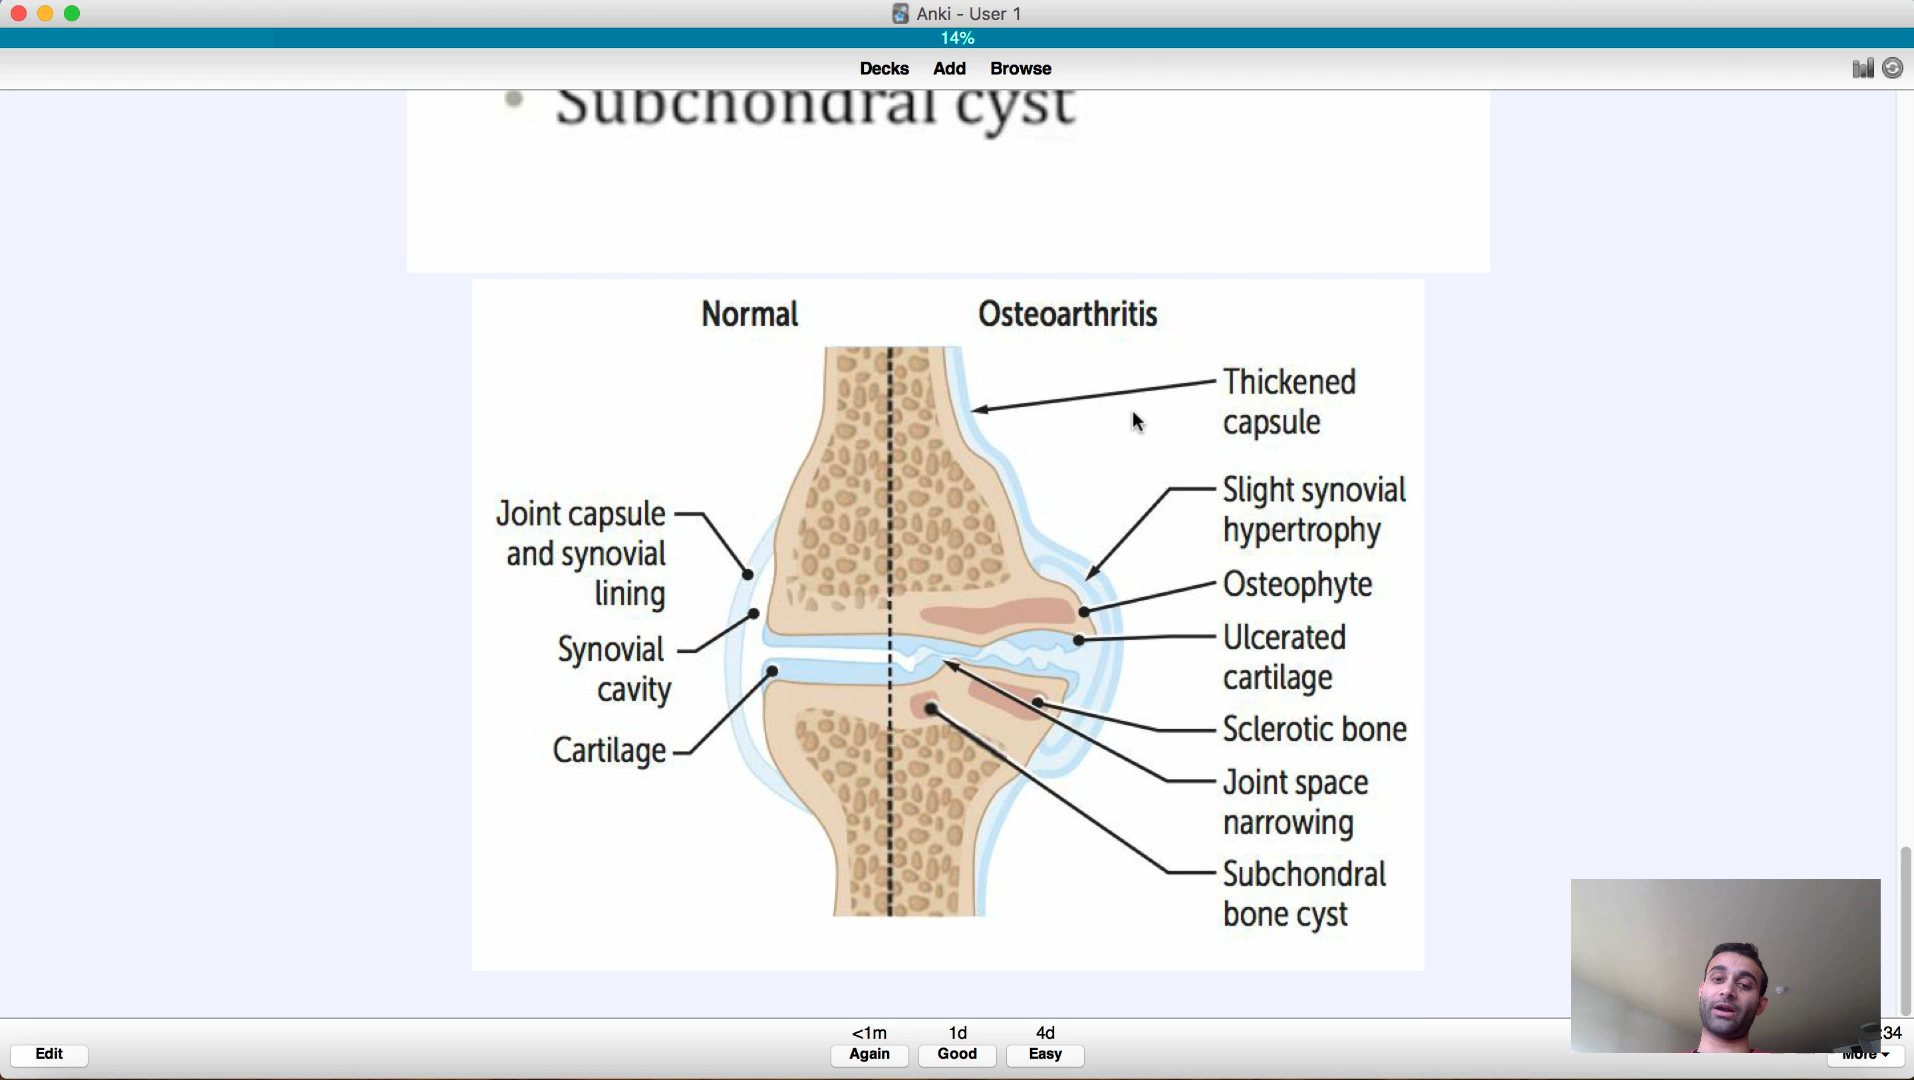 Anki - User 1
14%
Decks Add Browse
• Subchondral cyst
Normal Osteoarthritis
Thickened
capsule
Slight synovial
hypertrophy
Osteophyte
Ulcerated
cartilage
Sclerotic bone
Joint space
narrowing
Subchondral
bone cyst
Joint capsule
and synovial
lining
Synovial
cavity
Cartilage
<1m 1d 4d
:34
Edit Again Good Easy More